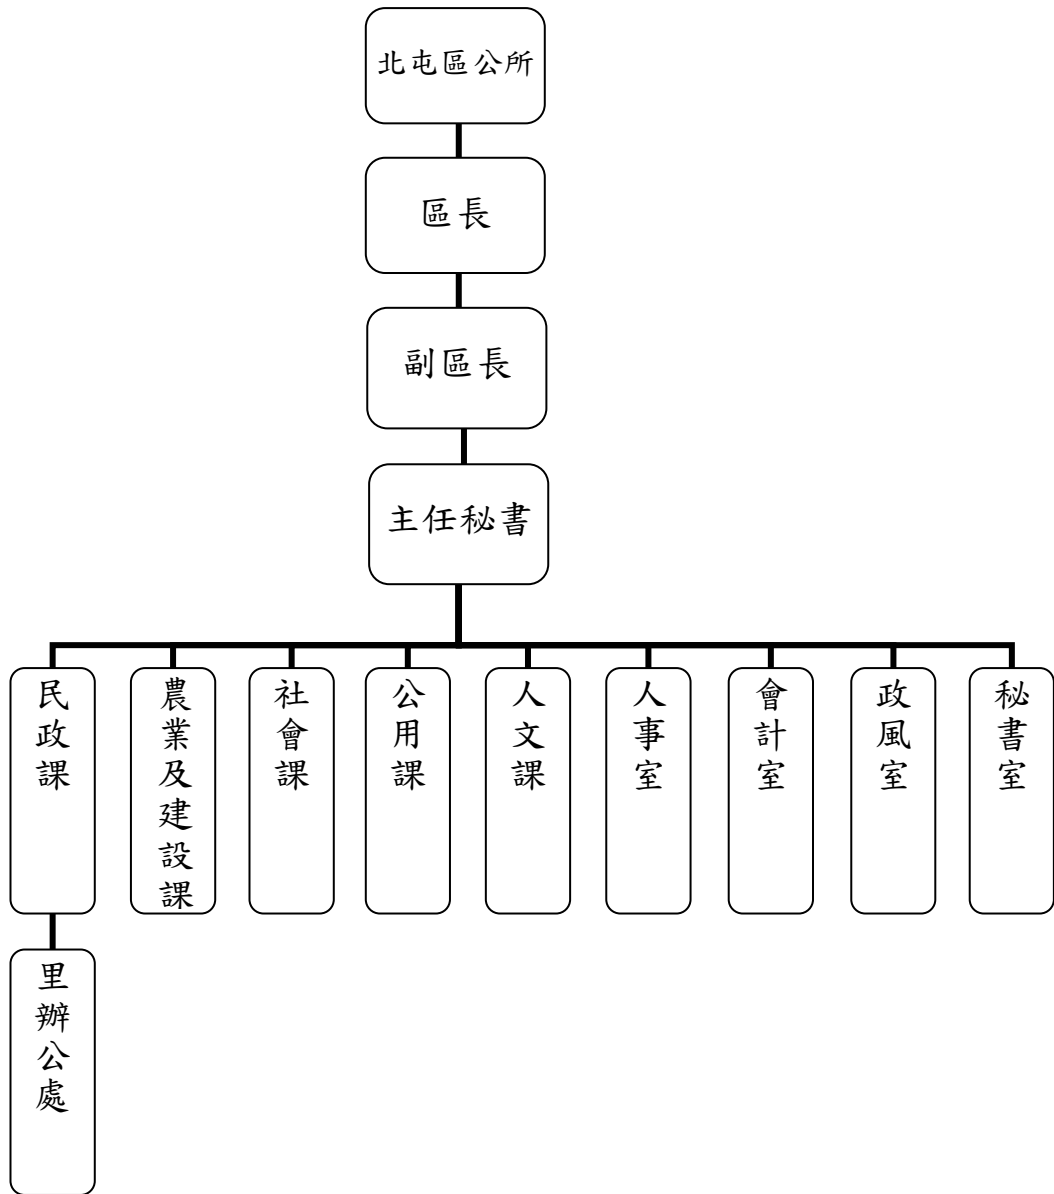 北屯區公所
區長
副區長
主任秘書
民政課
農業及建設課
社會課
公用課
人文課
人事室
會計室
政風室
秘書室
里辦公處